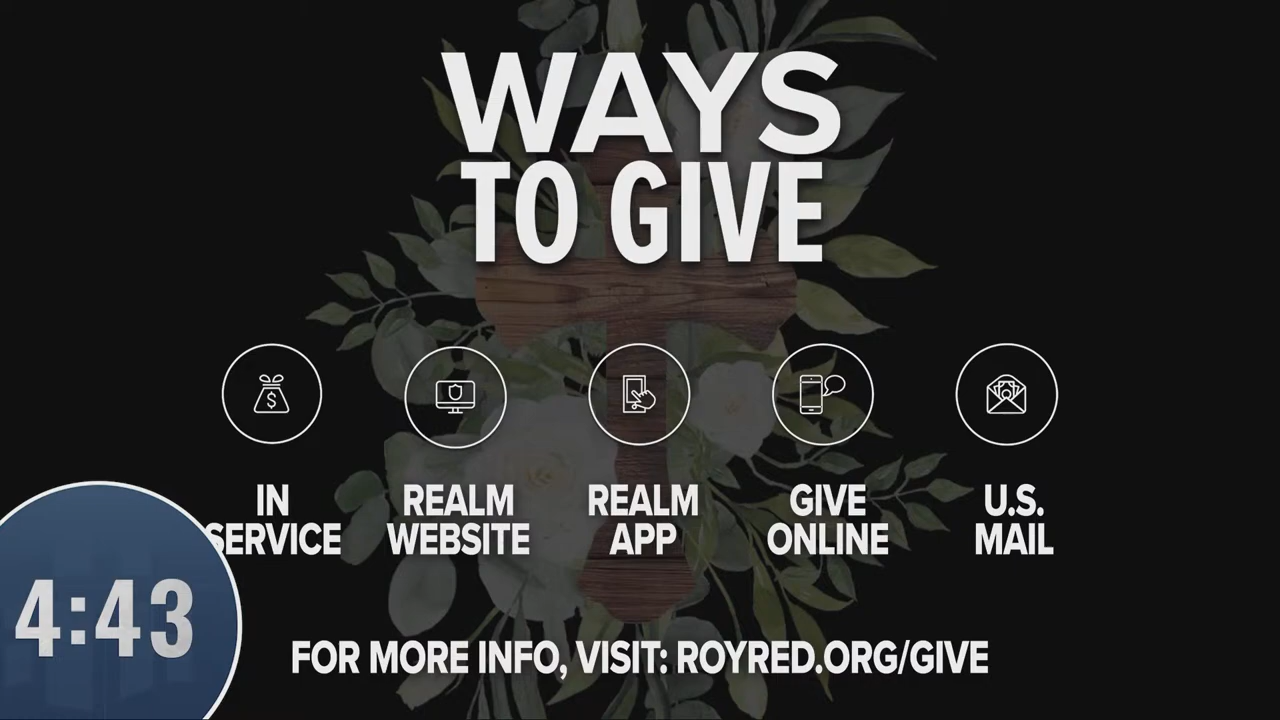 WAYS
TO GIVE
IN
SERVICE
REALM
WEBSITE
REALM
APP
GIVE
ONLINE
U.S.
MAIL
4:43
FOR MORE INFO, VISIT: ROYRED.ORG/GIVE